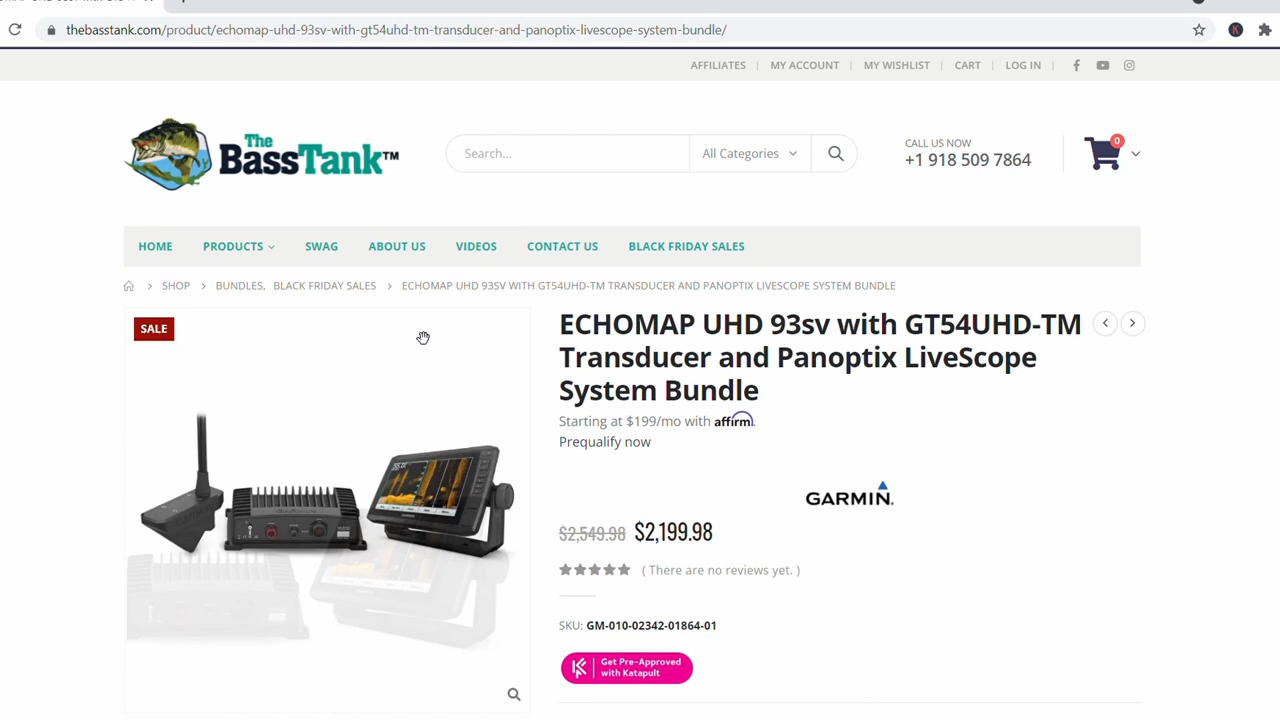 thebasstank.com/product/echomap-uhd-93sv-with-gt54uhd-tm-transducer-and-panoptix-livescope-system-bundle/
AFFILIATES | MY ACCOUNT | MY WISHLIST | CART | LOG IN |
The
BassTank™
Search...
All Categories
CALL US NOW
+1 918 509 7864
0
HOME PRODUCTS SWAG ABOUT US VIDEOS CONTACT US BLACK FRIDAY SALES
SHOP > BUNDLES, BLACK FRIDAY SALES > ECHOMAP UHD 93SV WITH GT54UHD-TM TRANSDUCER AND PANOPTIX LIVESCOPE SYSTEM BUNDLE
SALE
ECHOMAP UHD 93sv with GT54UHD-TM
Transducer and Panoptix LiveScope
System Bundle
Starting at $199/mo with affirm
Prequalify now
GARMIN.
$2,549.98 $2,199.98
( There are no reviews yet. )
SKU: GM-010-02342-01864-01
Get Pre-Approved
with Katapult